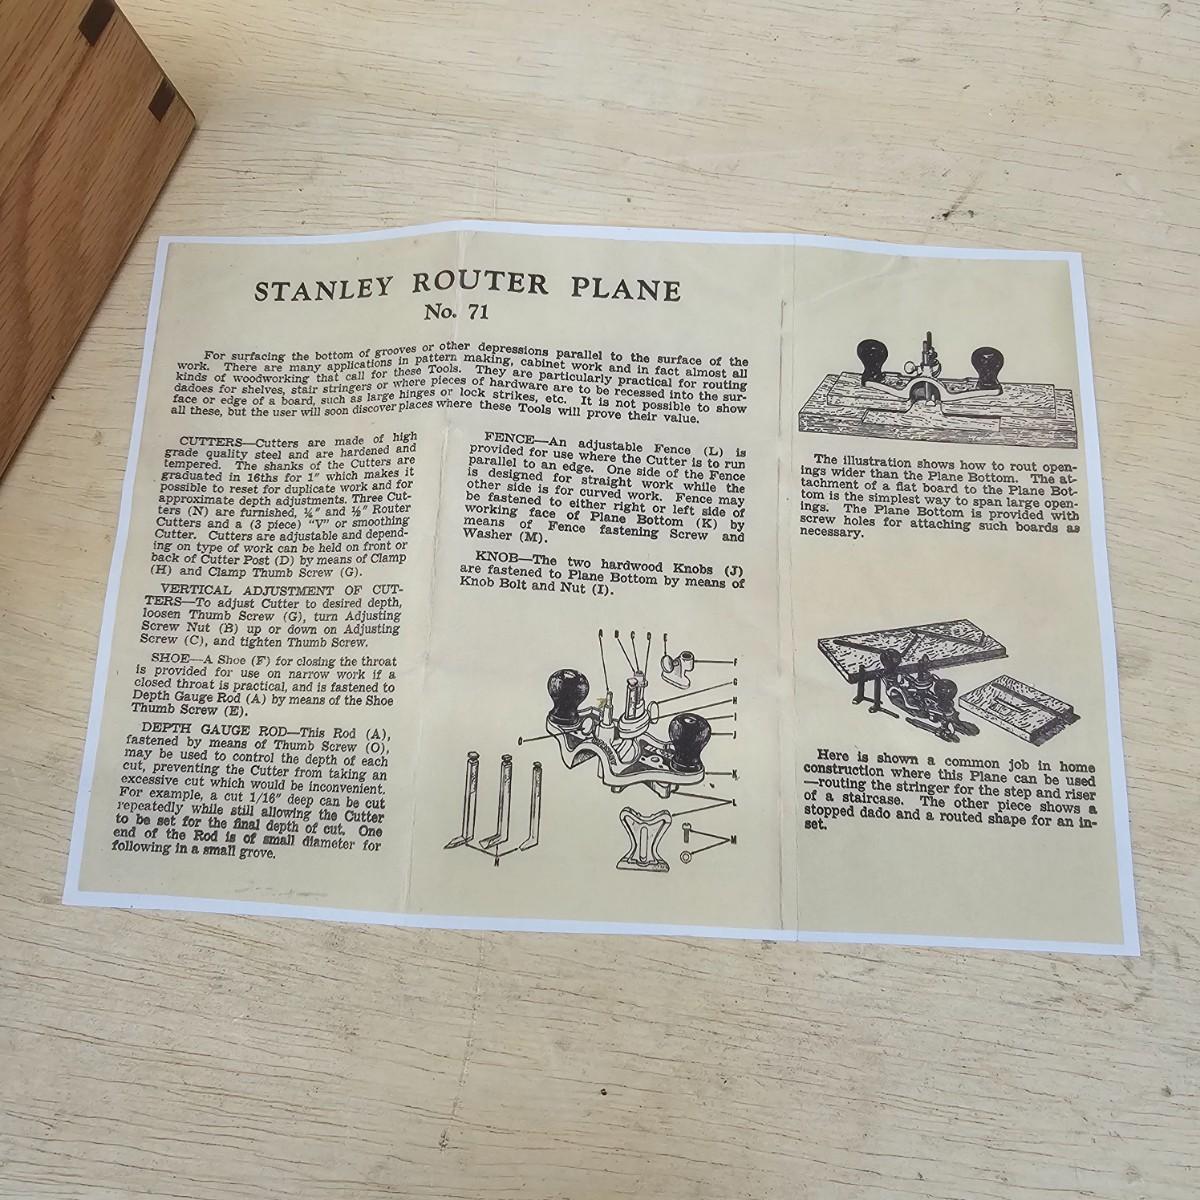 STANLEY ROUTER PLANE
No. 71
For surfacing the bottom of grooves or other depressions parallel to the surface of the
work. There are many applications in pattern making, cabinet work and in fact almost all
kinds of woodworking that call for these Tools. They are particularly practical for routing
dadoes for shelves, stair stringers or where pieces of hardware are to be recessed into the sur-
face or edge of a board, such as large hinges or lock strikes, etc. It is not possible to show
all these, but the user will soon discover places where these Tools will prove their value.
CUTTERS—Cutters are made of high
grade quality steel and are hardened and
tempered. The shanks of the Cutters are
graduated in 16ths for 1" which makes it
possible to reset for duplicate work and for
approximate depth adjustments. Three Cut-
ters (N) are furnished, ¼" and ½" Router
Cutters and a (3 piece) "V" or smoothing
Cutter. Cutters are adjustable and depend-
ing on type of work can be held on front or
back of Cutter Post (D) by means of Clamp
(H) and Clamp Thumb Screw (G).
VERTICAL ADJUSTMENT OF CUT-
TERS—To adjust Cutter to desired depth,
loosen Thumb Screw (G), turn Adjusting
Screw Nut (B) up or down on Adjusting
Screw (C), and tighten Thumb Screw.
SHOE—A Shoe (F) for closing the throat
is provided for use on narrow work if a
closed throat is practical, and is fastened to
Depth Gauge Rod (A) by means of the Shoe
Thumb Screw (E).
DEPTH GAUGE ROD—This Rod (A),
fastened by means of Thumb Screw (O),
may be used to control the depth of each
cut, preventing the Cutter from taking an
excessive cut which would be inconvenient.
For example, a cut 1/16" deep can be cut
repeatedly while still allowing the Cutter
to be set for the final depth of cut. One
end of the Rod is of small diameter for
following in a small grove.
FENCE—An adjustable Fence (L) is
provided for use where the Cutter is to run
parallel to an edge. One side of the Fence
is designed for straight work while the
other side is for curved work. Fence may
be fastened to either right or left side of
working face of Plane Bottom (K) by
means of Fence fastening Screw and
Washer (M).
KNOB—The two hardwood Knobs (J)
are fastened to Plane Bottom by means of
Knob Bolt and Nut (I).
A B C D E
F
G
H
I
J
O
K
L
M
N
The illustration shows how to rout open-
ings wider than the Plane Bottom. The at-
tachment of a flat board to the Plane Bot-
tom is the simplest way to span large open-
ings. The Plane Bottom is provided with
screw holes for attaching such boards as
necessary.
Here is shown a common job in home
construction where this Plane can be used
—routing the stringer for the step and riser
of a staircase. The other piece shows a
stopped dado and a routed shape for an in-
set.